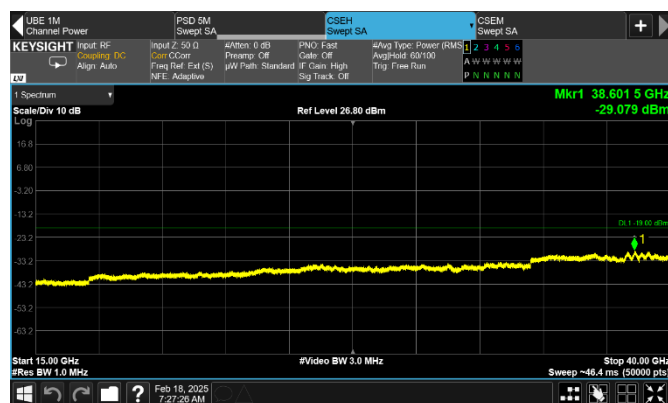 UBE 1M
Channel Power
PSD 5M
Swept SA
CSEH
Swept SA
CSEM
Swept SA
KEYSIGHT
Input: RF
Coupling: DC
Align: Auto
Input Z: 50 Ω
Corr CCorr
Freq Ref: Ext (S)
NFE: Adaptive
#Atten: 0 dB
Preamp: Off
µW Path: Standard
PNO: Fast
Gate: Off
IF Gain: High
Sig Track: Off
#Avg Type: Power (RMS
Avg|Hold: 60/100
Trig: Free Run
1 2 3 4 5 6
A W W W W W
P N N N N N
LXI
1 Spectrum
Mkr1 38.601 5 GHz
-29.079 dBm
Scale/Div 10 dB
Ref Level 26.80 dBm
Log
16.8
6.80
-3.20
-13.2
-23.2
-33.2
-43.2
-53.2
-63.2
DL1 -19.00 dBm
1
Start 15.00 GHz
#Res BW 1.0 MHz
#Video BW 3.0 MHz
Stop 40.00 GHz
Sweep ~46.4 ms (50000 pts)
?
Feb 18, 2025
7:27:26 AM